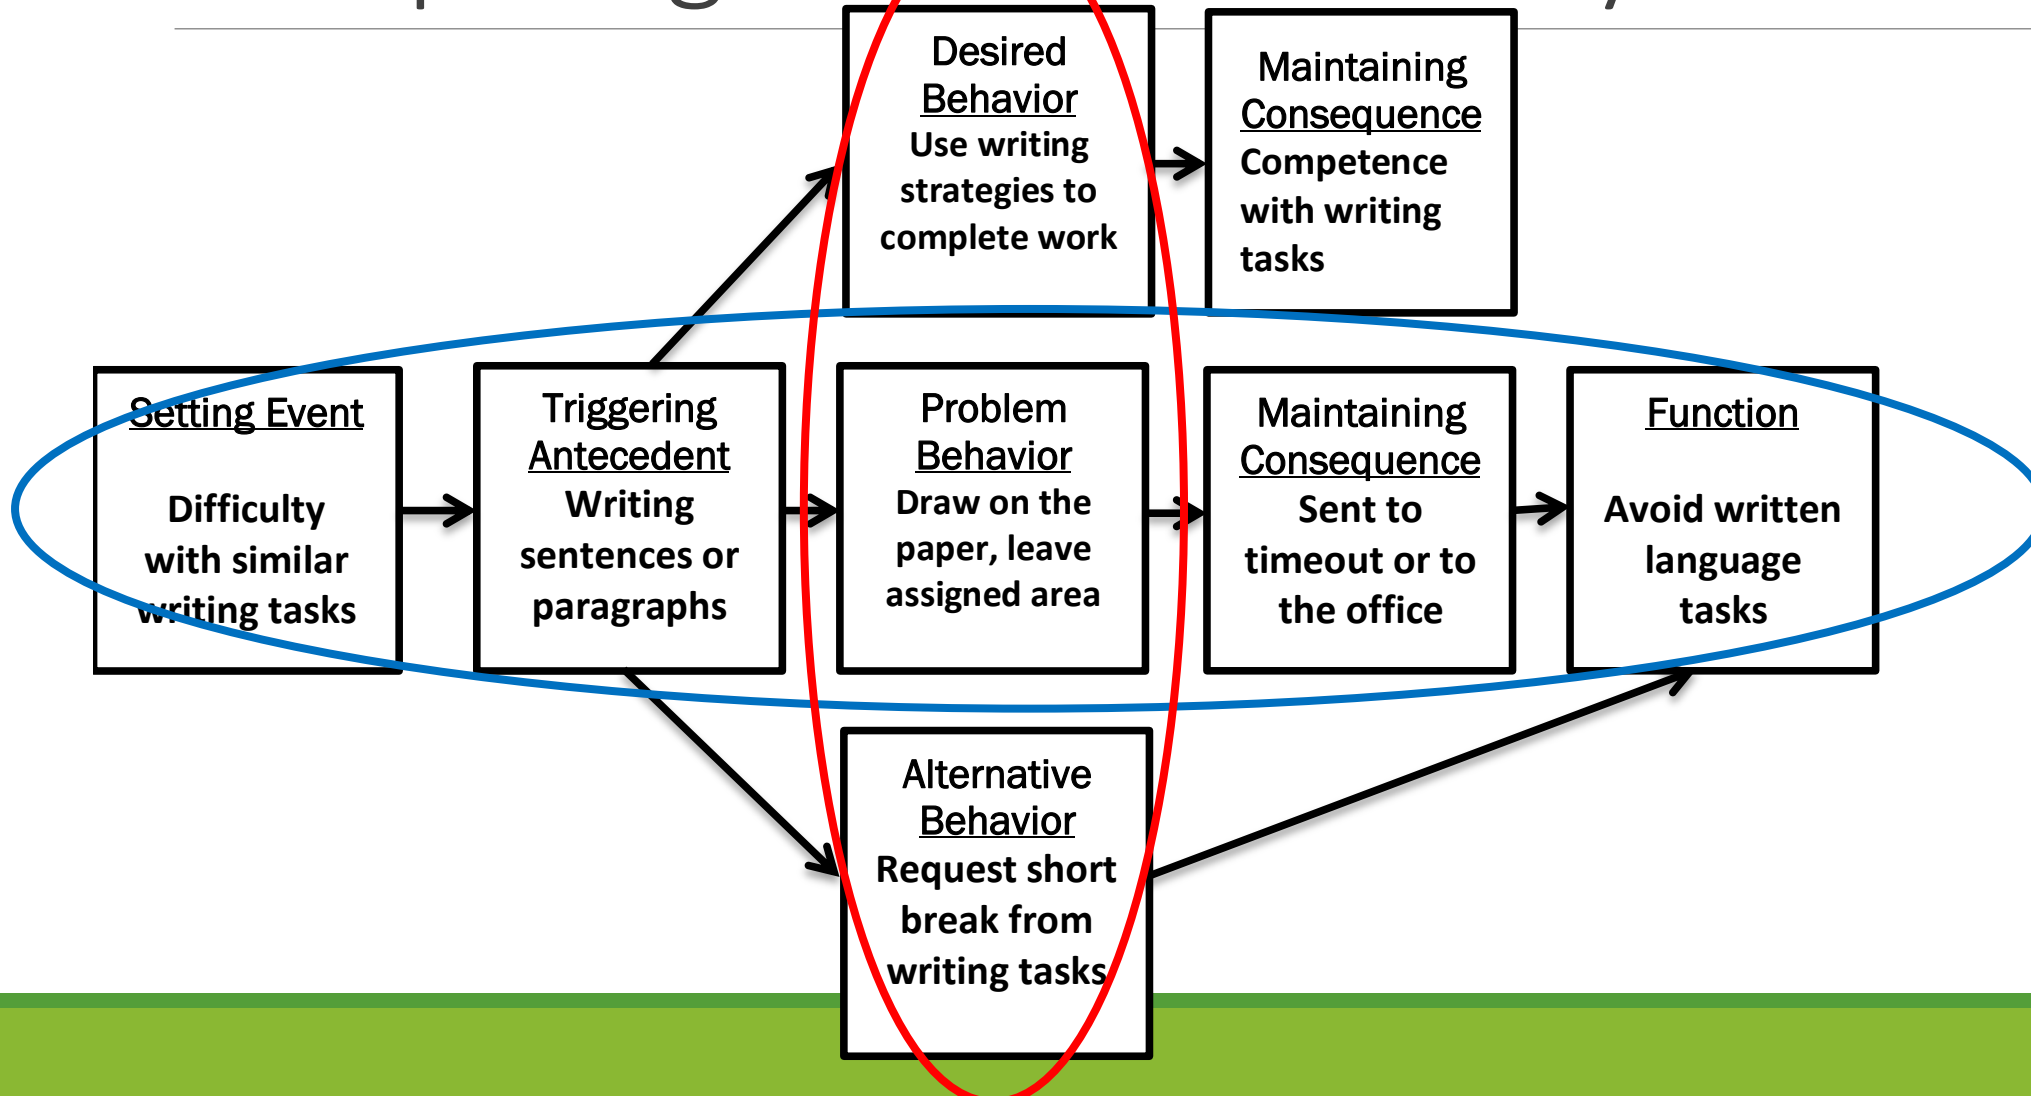 Desired
Behavior
Use writing
strategies to
complete work
Maintaining
Consequence
Competence
with writing
tasks
Setting Event
Difficulty
with similar
writing tasks
Triggering
Antecedent
Writing
sentences or
paragraphs
Problem
Behavior
Draw on the
paper, leave
assigned area
Maintaining
Consequence
Sent to
timeout or to
the office
Function
Avoid written
language
tasks
Alternative
Behavior
Request short
break from
writing tasks